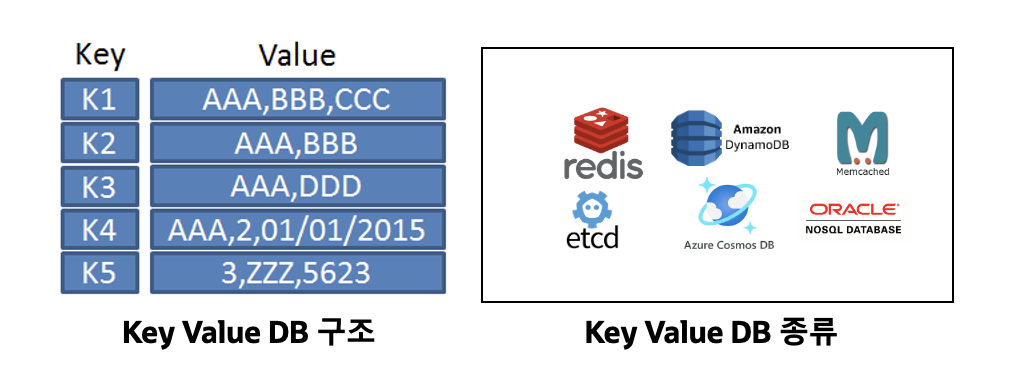 Key Value
K1 AAA,BBB,CCC
K2 AAA,BBB
K3 AAA,DDD
K4 AAA,2,01/01/2015
K5 3,ZZZ,5623
Key Value DB 구조
redis
Amazon
DynamoDB
Memcached
etcd
Azure Cosmos DB
ORACLE
NOSQL DATABASE
Key Value DB 종류